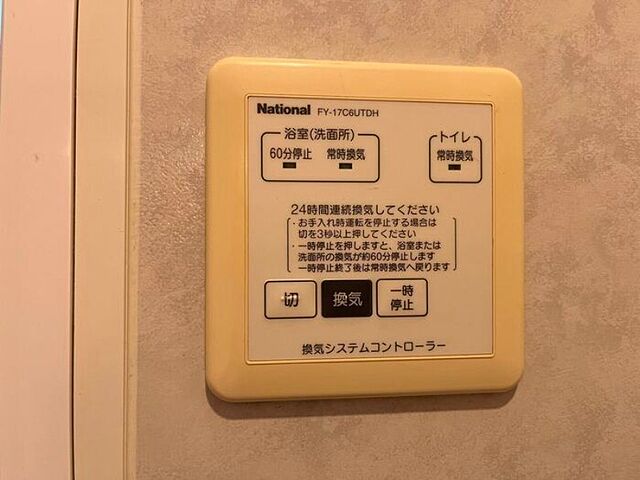 National FY-17C6UTDH
浴室(洗面所)
トイレ
60分停止 常時換気
常時換気
24時間連続換気してください
・お手入れ時運転を停止する場合は
切を3秒以上押してください
・一時停止を押しますと、浴室または
洗面所の換気が約60分停止します
一時停止終了後は常時換気へ戻ります
切
換気
一時
停止
換気システムコントローラー